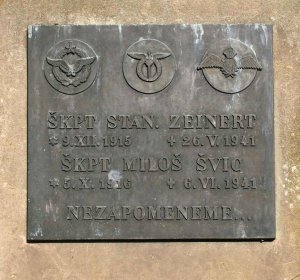 ŠKPT STAN. ZEINERT
* 9. XII. 1915 + 26. V. 1941
ŠKPT MILOŠ ŠVIC
* 5. X. 1916 + 6. VI. 1941
NEZAPOMENEME...